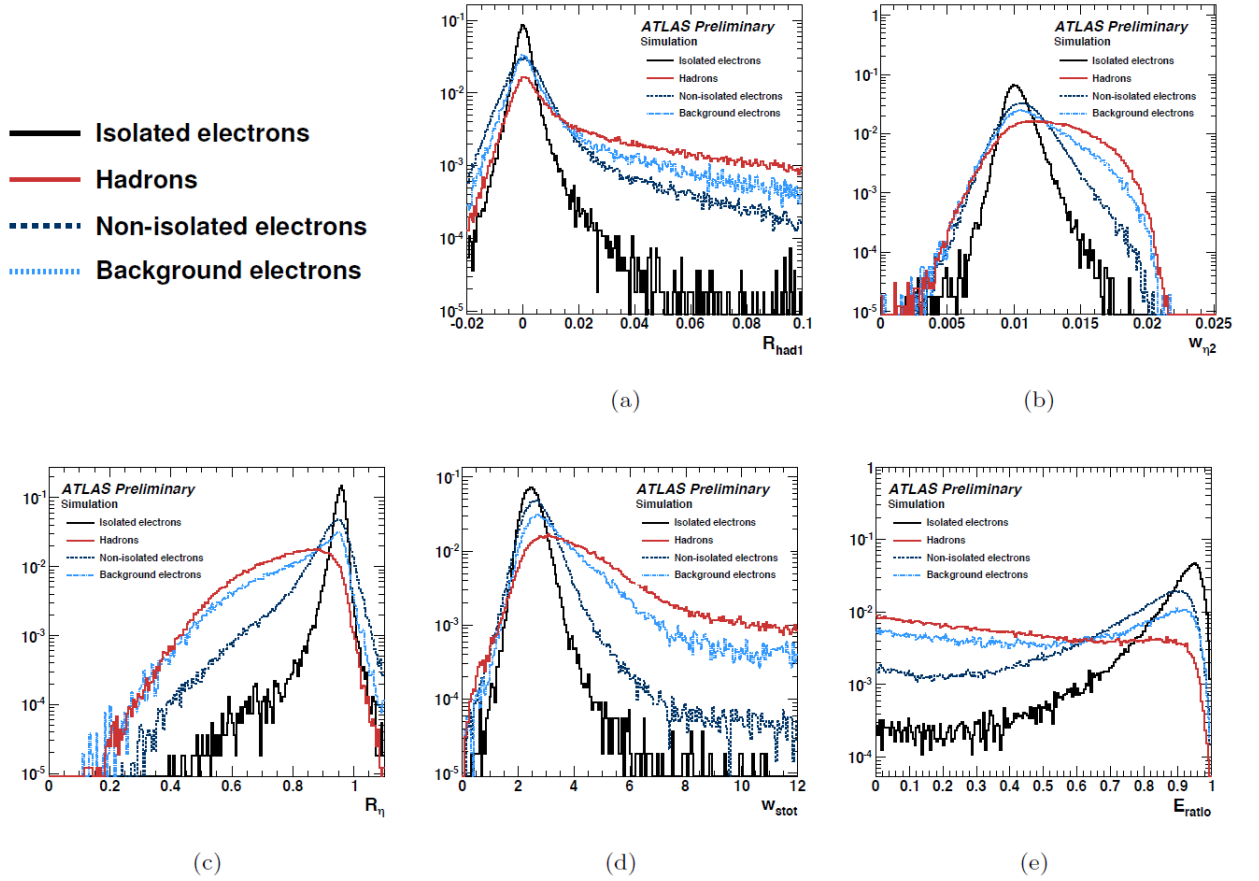 Isolated electrons
Hadrons
Non-isolated electrons
Background electrons
ATLAS Preliminary
Simulation
Isolated electrons
Hadrons
Non-isolated electrons
Background electrons
10⁻¹
10⁻²
10⁻³
10⁻⁴
10⁻⁵
-0.02 0 0.02 0.04 0.06 0.08 0.1
R_had1
(a)
ATLAS Preliminary
Simulation
Isolated electrons
Hadrons
Non-isolated electrons
Background electrons
1
10⁻¹
10⁻²
10⁻³
10⁻⁴
10⁻⁵
0 0.005 0.01 0.015 0.02 0.025
w_η2
(b)
ATLAS Preliminary
Simulation
Isolated electrons
Hadrons
Non-isolated electrons
Background electrons
10⁻¹
10⁻²
10⁻³
10⁻⁴
10⁻⁵
0 0.2 0.4 0.6 0.8 1
R_η
(c)
ATLAS Preliminary
Simulation
Isolated electrons
Hadrons
Non-isolated electrons
Background electrons
10⁻¹
10⁻²
10⁻³
10⁻⁴
10⁻⁵
0 2 4 6 8 10 12
w_stot
(d)
ATLAS Preliminary
Simulation
Isolated electrons
Hadrons
Non-isolated electrons
Background electrons
1
10⁻¹
10⁻²
10⁻³
10⁻⁴
0 0.1 0.2 0.3 0.4 0.5 0.6 0.7 0.8 0.9 1
E_ratio
(e)